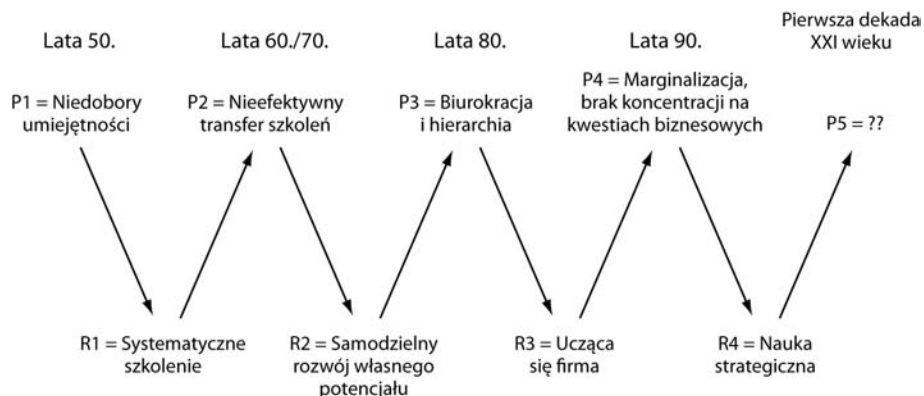 Lata 50.
Lata 60./70.
Lata 80.
Lata 90.
Pierwsza dekada
XXI wieku
P1 = Niedobory
umiejętności
P2 = Nieefektywny
transfer szkoleń
P3 = Biurokracja
i hierarchia
P4 = Marginalizacja,
brak koncentracji na
kwestiach biznesowych
P5 = ??
R1 = Systematyczne
szkolenie
R2 = Samodzielny
rozwój własnego
potencjału
R3 = Ucząca
się firma
R4 = Nauka
strategiczna